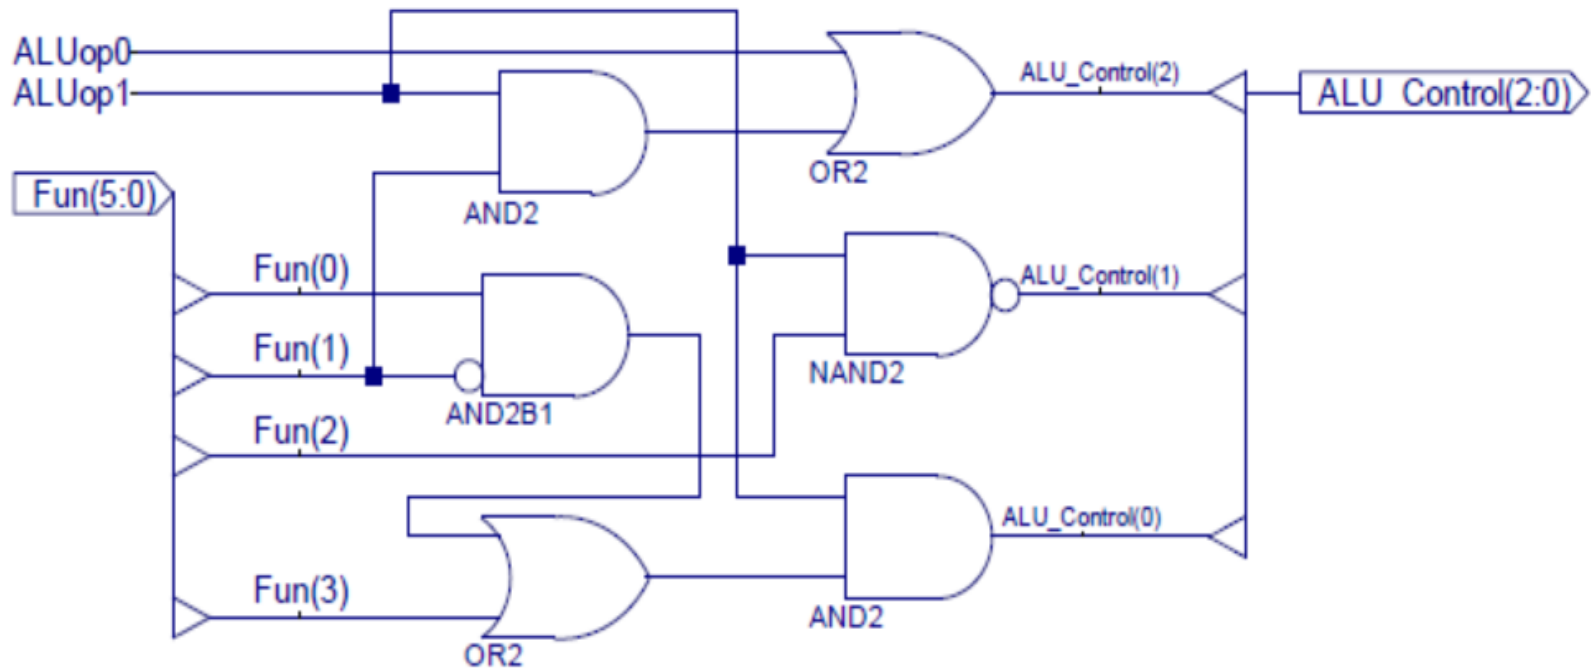 ALUop0
ALUop1
ALU_Control(2)
ALU_Control(2:0)
OR2
Fun(5:0)
AND2
Fun(0)
ALU_Control(1)
Fun(1)
NAND2
AND2B1
Fun(2)
ALU_Control(0)
Fun(3)
AND2
OR2